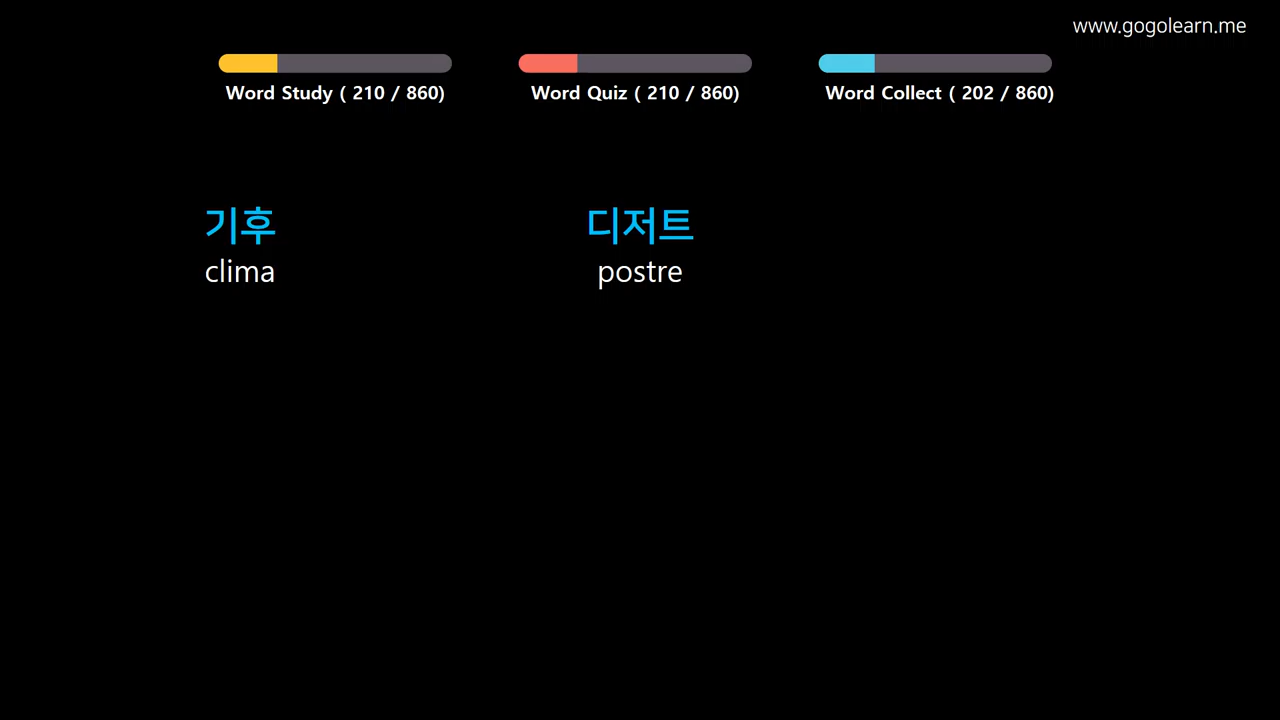 www.gogolearn.me
Word Study ( 210 / 860)
Word Quiz ( 210 / 860)
Word Collect ( 202 / 860)
기후
clima
디저트
postre